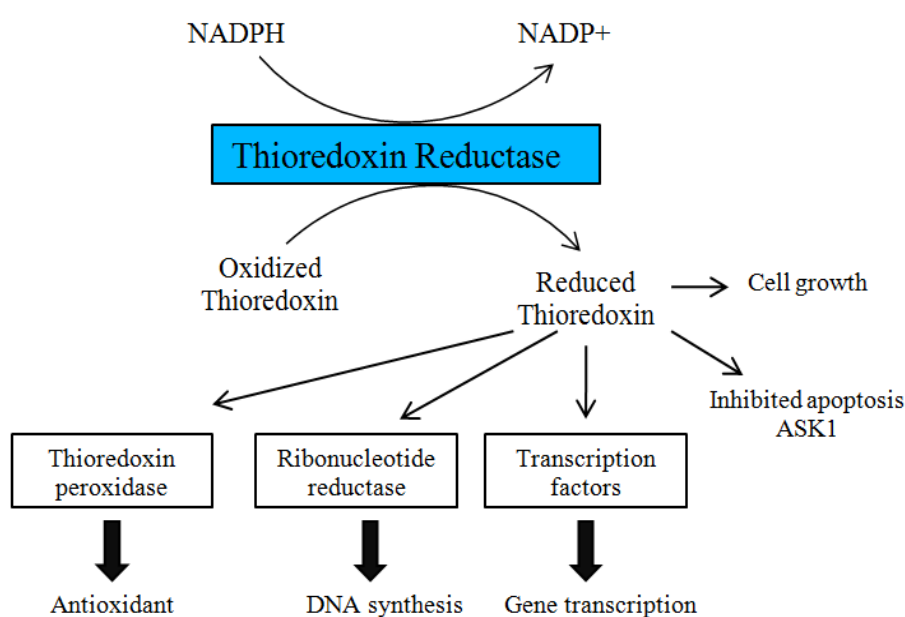 NADPH
NADP+
Thioredoxin Reductase
Oxidized
Thioredoxin
Reduced
Thioredoxin
Cell growth
Inhibited apoptosis
ASK1
Thioredoxin
peroxidase
Ribonucleotide
reductase
Transcription
factors
Antioxidant
DNA synthesis
Gene transcription